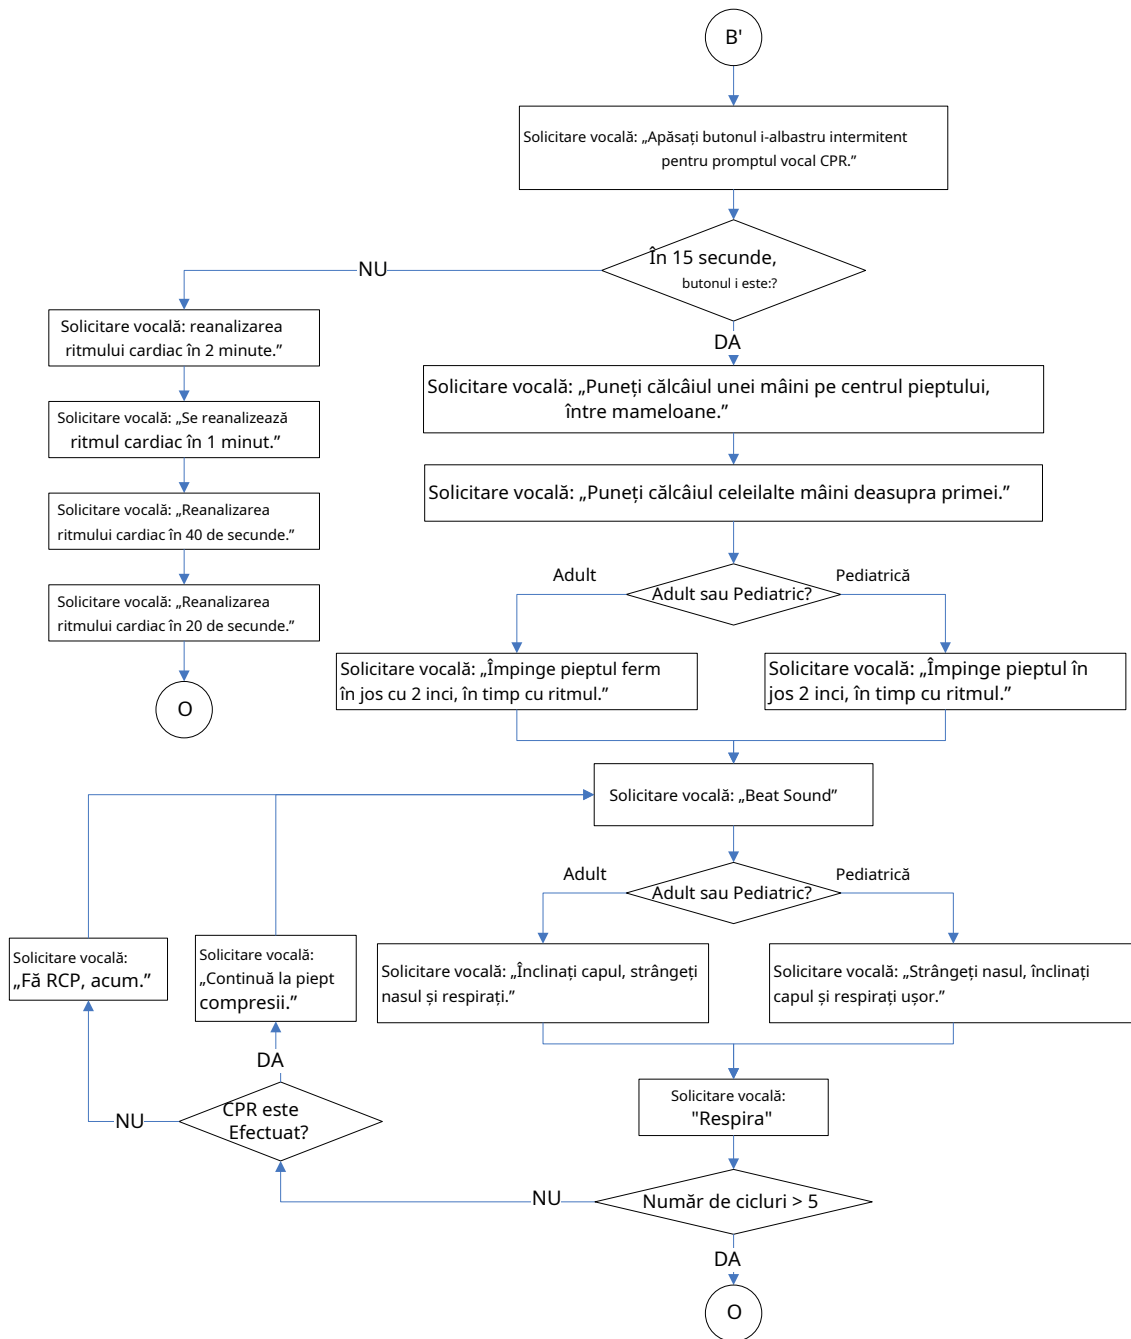 B'
Solicitare vocală: „Apăsați butonul i-albastru intermitent
pentru promptul vocal CPR.”
În 15 secunde,
butonul i este:?
NU
DA
Solicitare vocală: reanalizarea
ritmului cardiac în 2 minute.”
Solicitare vocală: „Se reanalizează
ritmul cardiac în 1 minut.”
Solicitare vocală: „Reanalizarea
ritmului cardiac în 40 de secunde.”
Solicitare vocală: „Reanalizarea
ritmului cardiac în 20 de secunde.”
O
Solicitare vocală: „Puneți călcâiul unei mâini pe centrul pieptului,
între mameloane.”
Solicitare vocală: „Puneți călcâiul celeilalte mâini deasupra primei.”
Adult sau Pediatric?
Adult
Pediatrică
Solicitare vocală: „Împinge pieptul ferm
în jos cu 2 inci, în timp cu ritmul.”
Solicitare vocală: „Împinge pieptul în
jos 2 inci, în timp cu ritmul.”
Solicitare vocală: „Beat Sound”
Adult sau Pediatric?
Adult
Pediatrică
Solicitare vocală: „Înclinați capul, strângeți
nasul și respirați.”
Solicitare vocală: „Strângeți nasul, înclinați
capul și respirați ușor.”
Solicitare vocală:
"Respira"
Număr de cicluri > 5
NU
DA
O
CPR este
Efectuat?
NU
DA
Solicitare vocală:
„Fă RCP, acum.”
Solicitare vocală:
„Continuă la piept
compresii.”